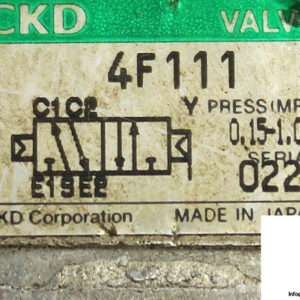 CKD VALV
4F111
C1C2 Y PRESS(MP
0.15-1.0
SERI
E1SE2 022
KD Corporation MADE IN JAPA